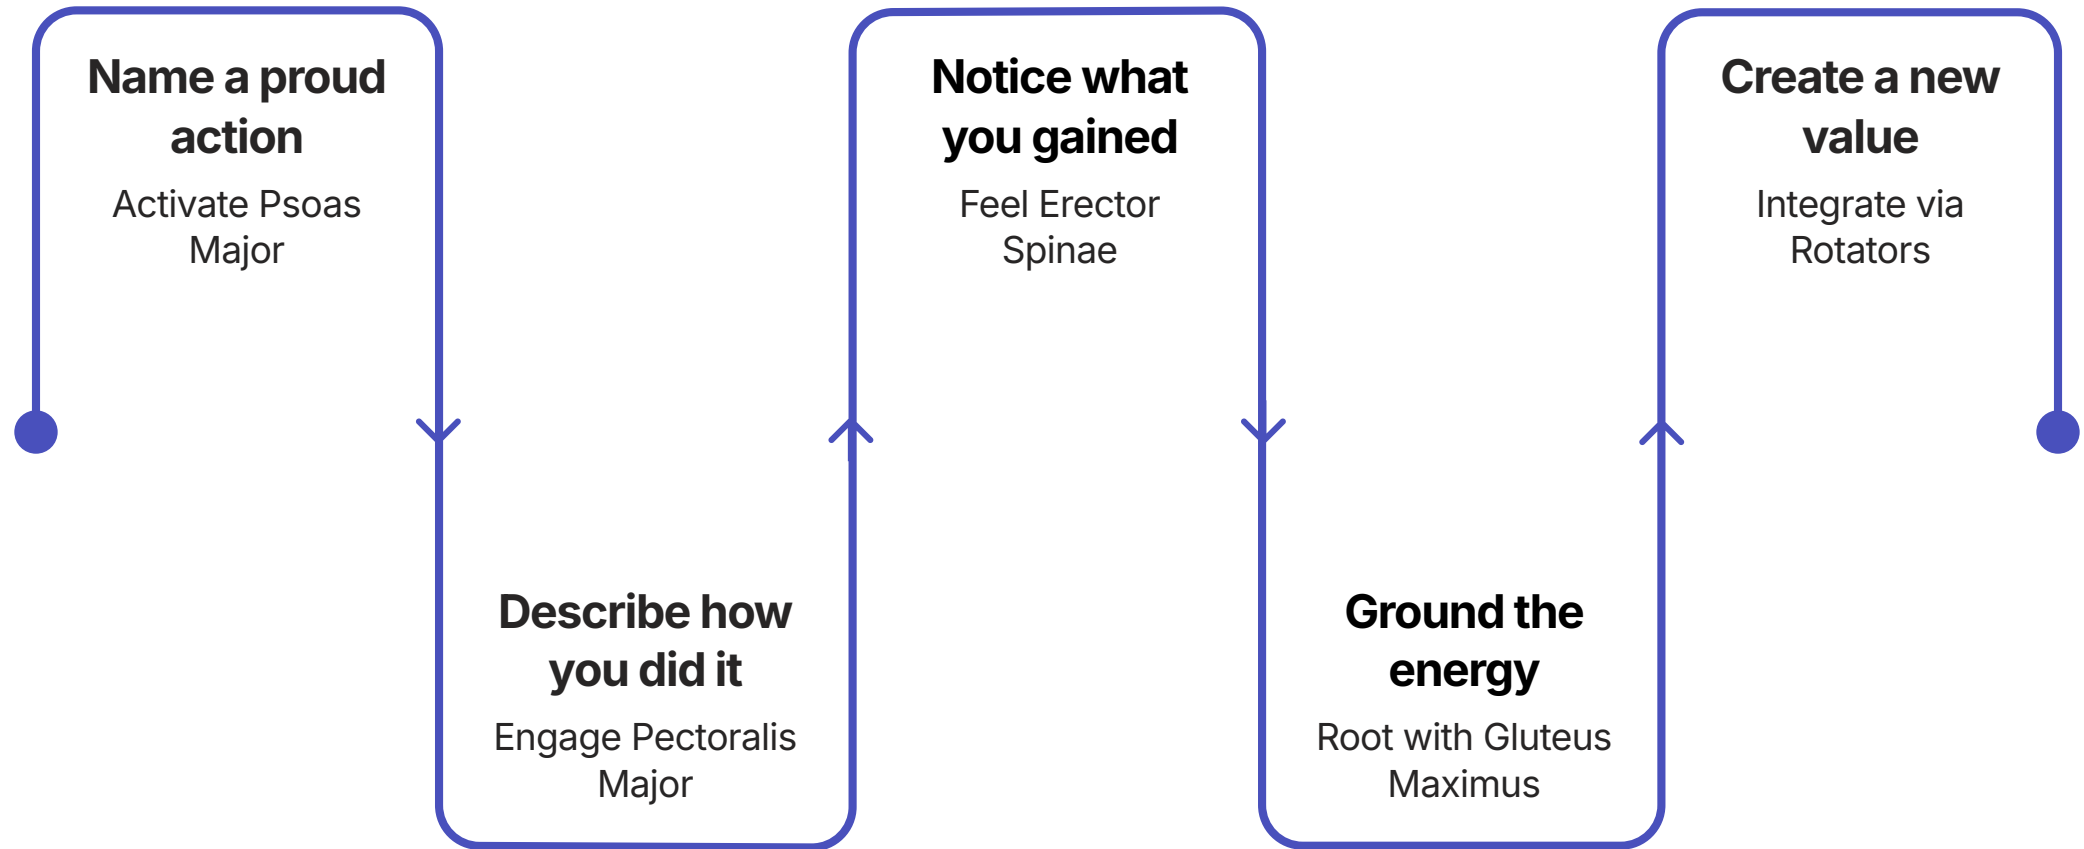 Name a proud
action
Activate Psoas
Major
Describe how
you did it
Engage Pectoralis
Major
Notice what
you gained
Feel Erector
Spinae
Ground the
energy
Root with Gluteus
Maximus
Create a new
value
Integrate via
Rotators